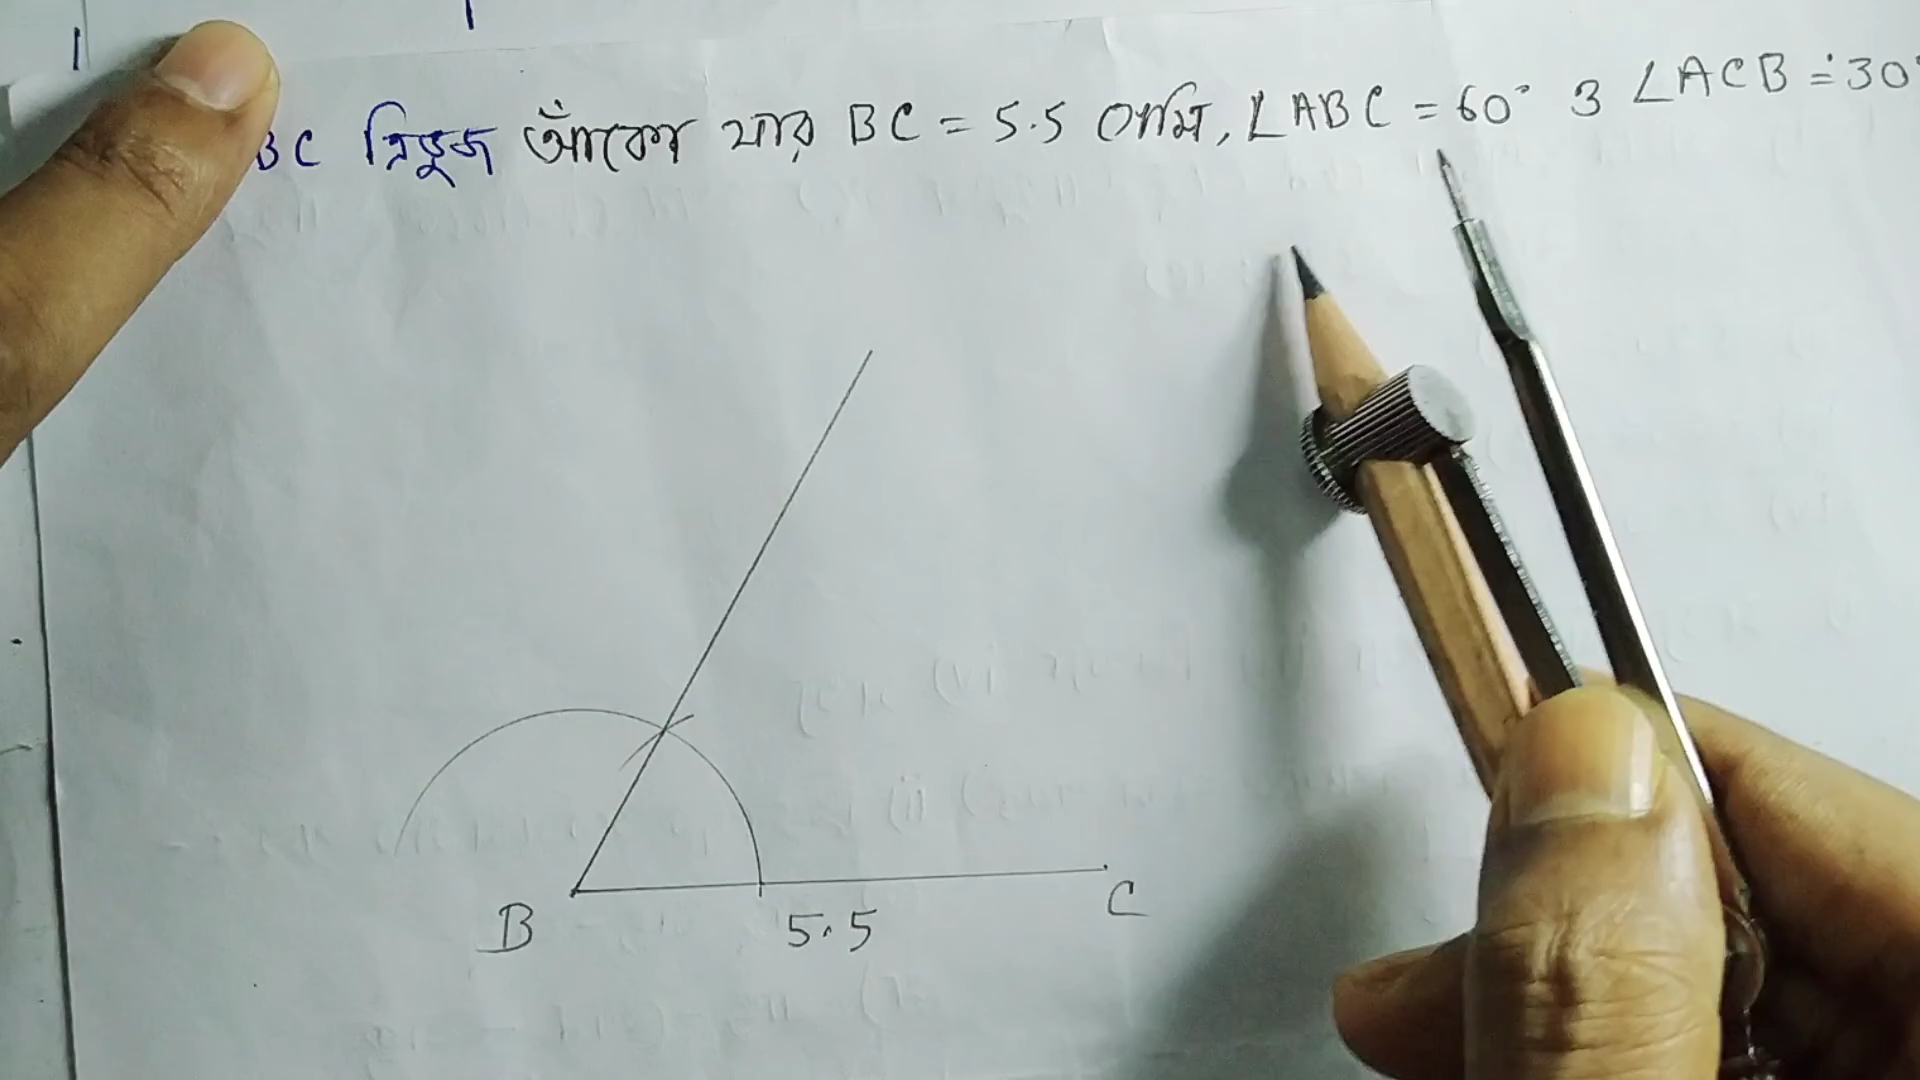 BC ত্রিভুজ আঁকো যার BC = 5.5 সেমি, ∠ABC = 60° ও ∠ACB = 30°
B 5.5 C